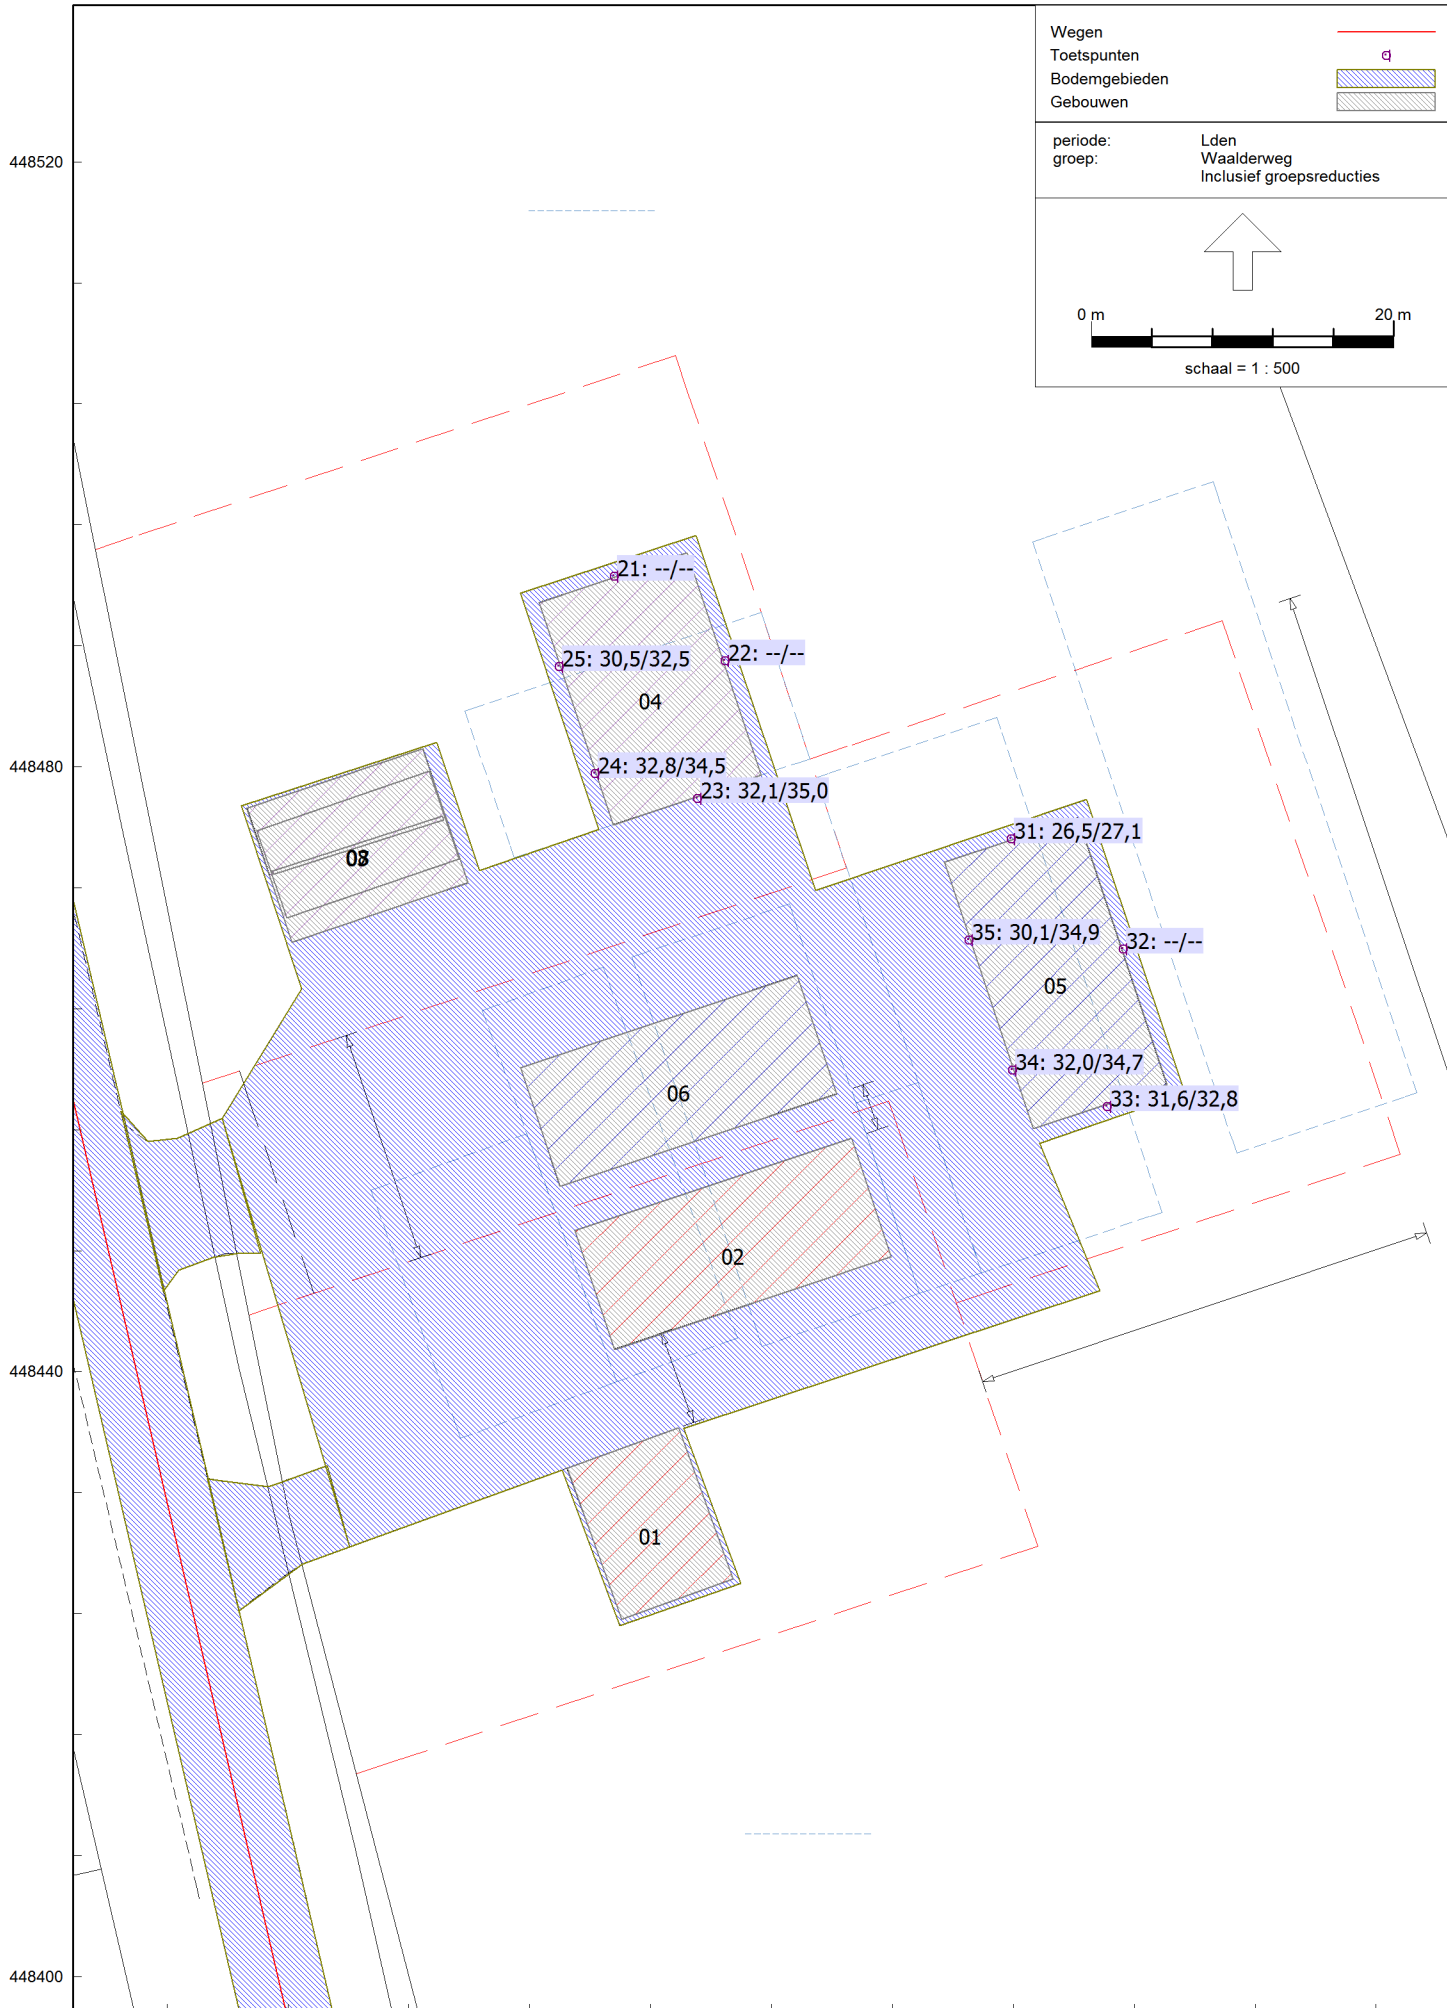 Wegen
Toetspunten
Bodemgebieden
Gebouwen
periode: Lden
groep: Waalderweg
Inclusief groepsreducties
0 m 20 m
schaal = 1 : 500
448520
21: --/--
22: --/--
25: 30,5/32,5
04
448480
24: 32,8/34,5
23: 32,1/35,0
31: 26,5/27,1
35: 30,1/34,9
32: --/--
05
34: 32,0/34,7
06
33: 31,6/32,8
02
448440
01
448400